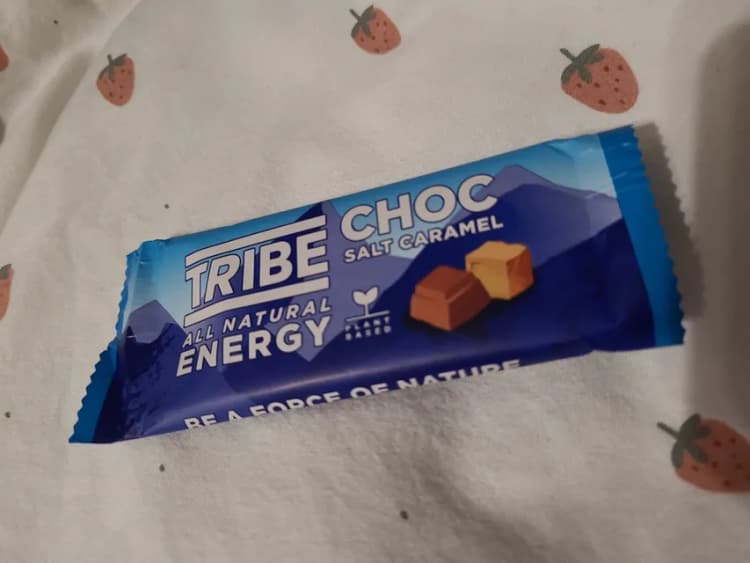 TRIBE
ALL NATURAL
ENERGY
CHOC
SALT CARAMEL
PLANT
BASED
BE A FORCE OF NATURE